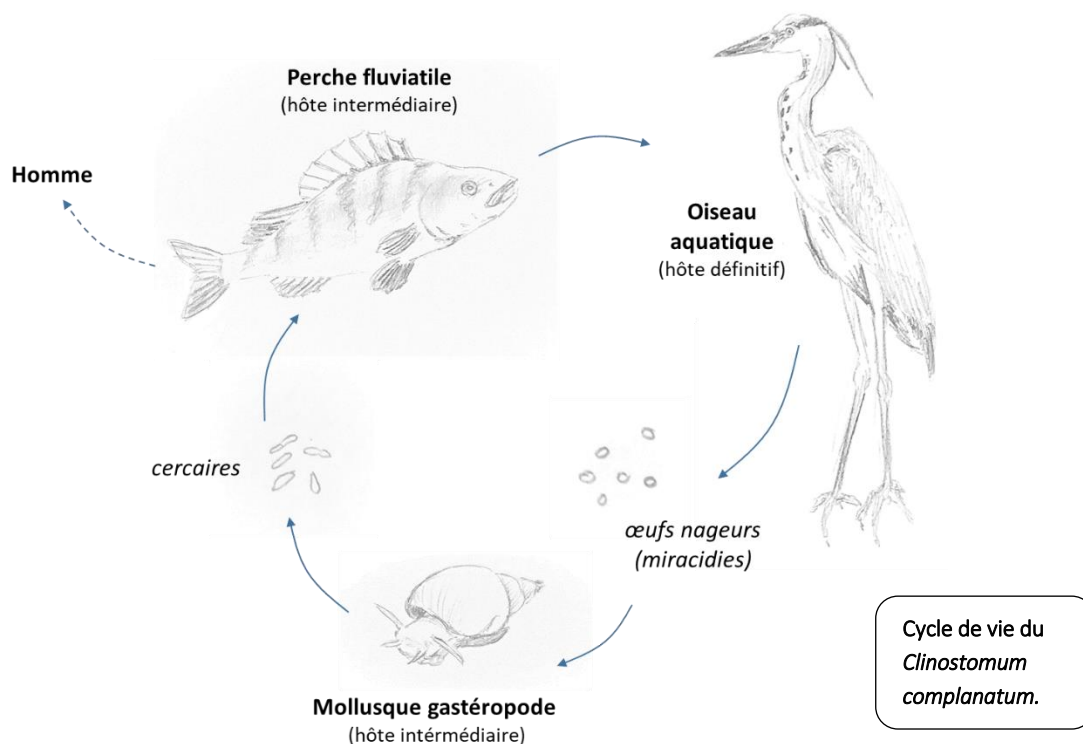 Perche fluviatile
(hôte intermédiaire)
Homme
Oiseau
aquatique
(hôte définitif)
cercaires
œufs nageurs
(miracidies)
Mollusque gastéropode
(hôte intérmédiaire)
Cycle de vie du
Clinostomum
complanatum.